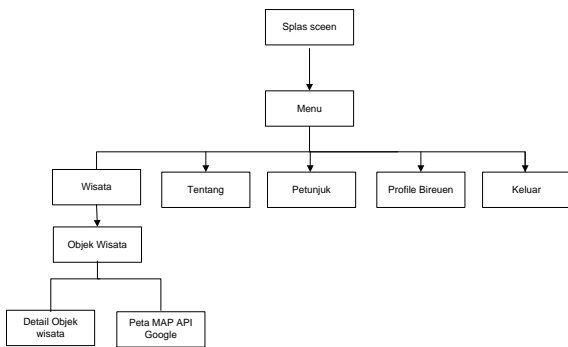 Splas sceen
Menu
Wisata
Tentang
Petunjuk
Profile Bireuen
Keluar
Objek Wisata
Detail Objek
wisata
Peta MAP API
Google